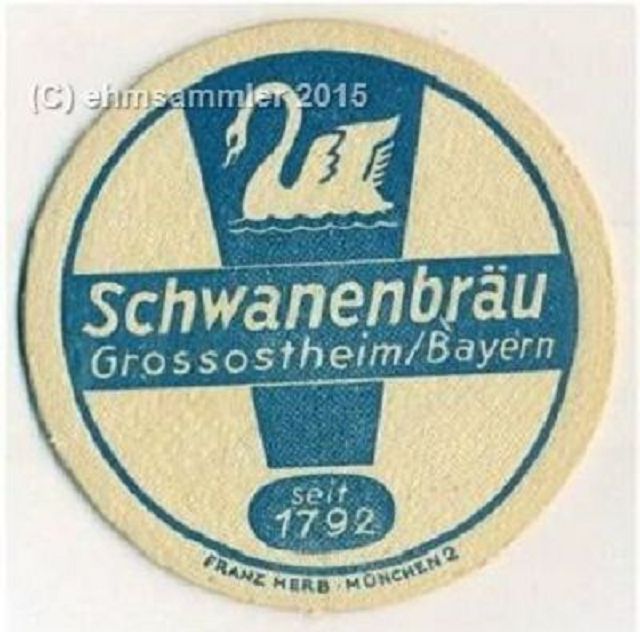 (C) ehmsammler 2015
Schwanenbräu
Grossostheim/Bayern
seit
1792
FRANZ HERB · MÜNCHEN 2